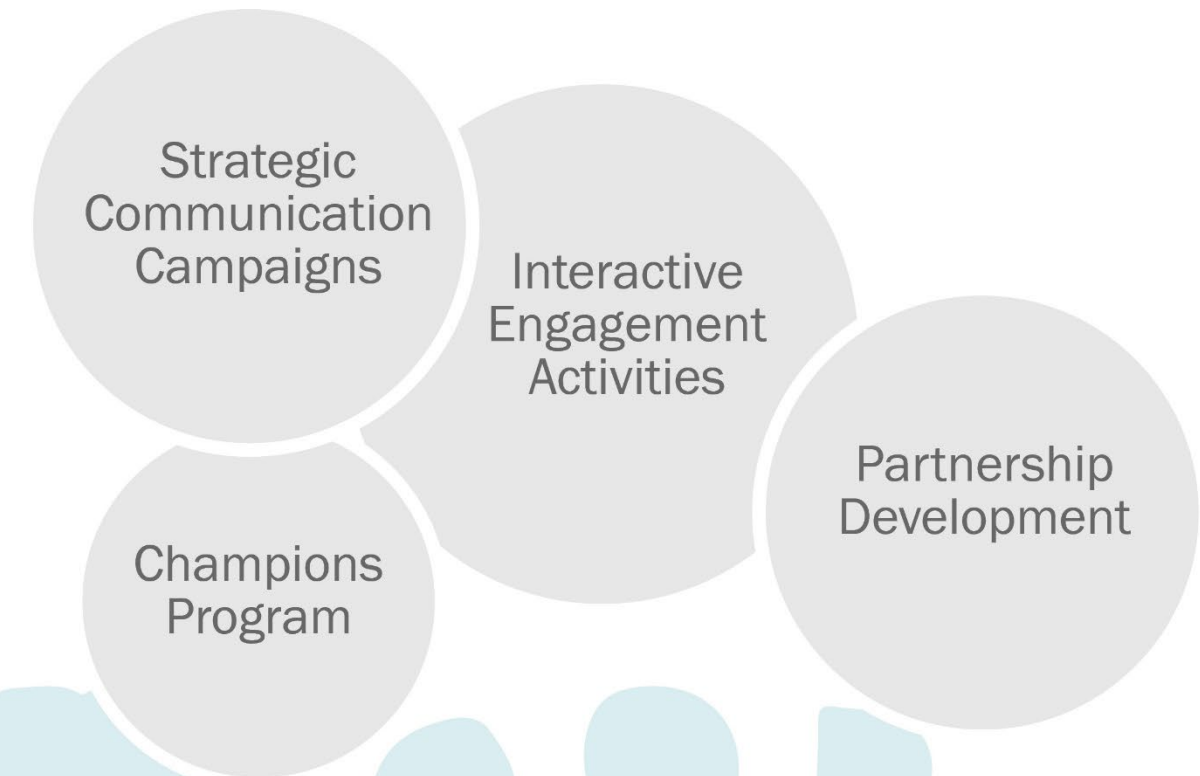 Strategic
Communication
Campaigns
Interactive
Engagement
Activities
Partnership
Development
Champions
Program